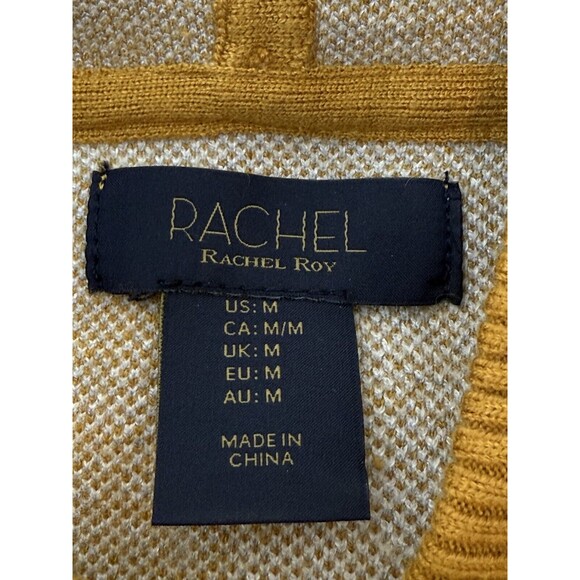 RACHEL
RACHEL ROY
US: M
CA: M/M
UK: M
EU: M
AU: M
MADE IN
CHINA